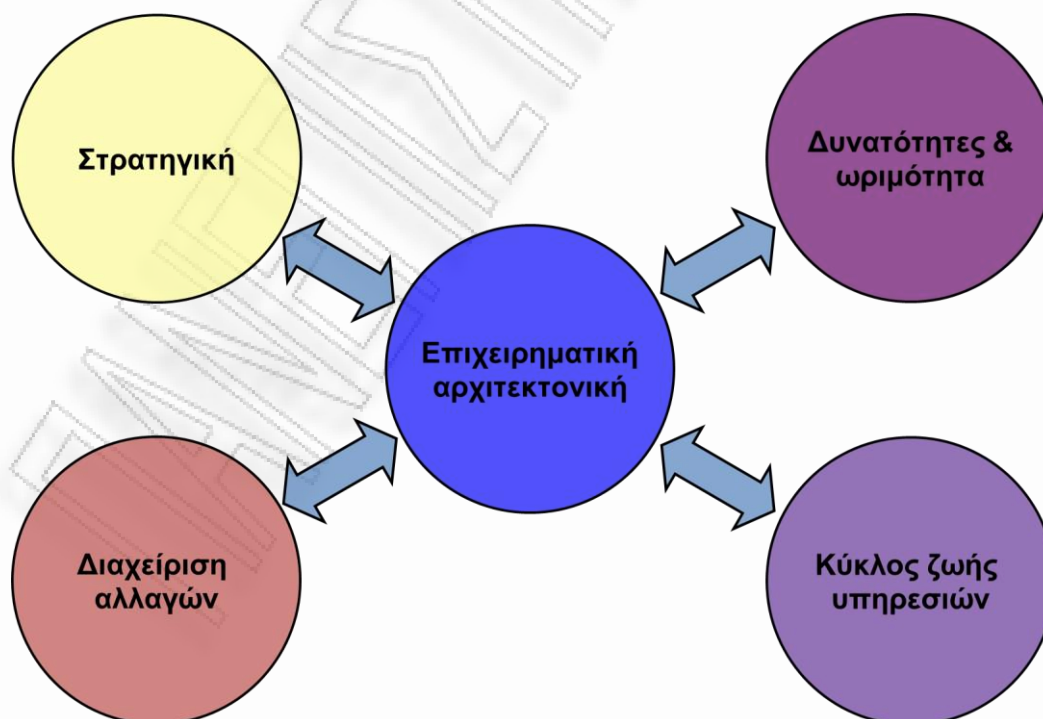 Στρατηγική
Δυνατότητες &
ωριμότητα
Επιχειρηματική
αρχιτεκτονική
Διαχείριση
αλλαγών
Κύκλος ζωής
υπηρεσιών